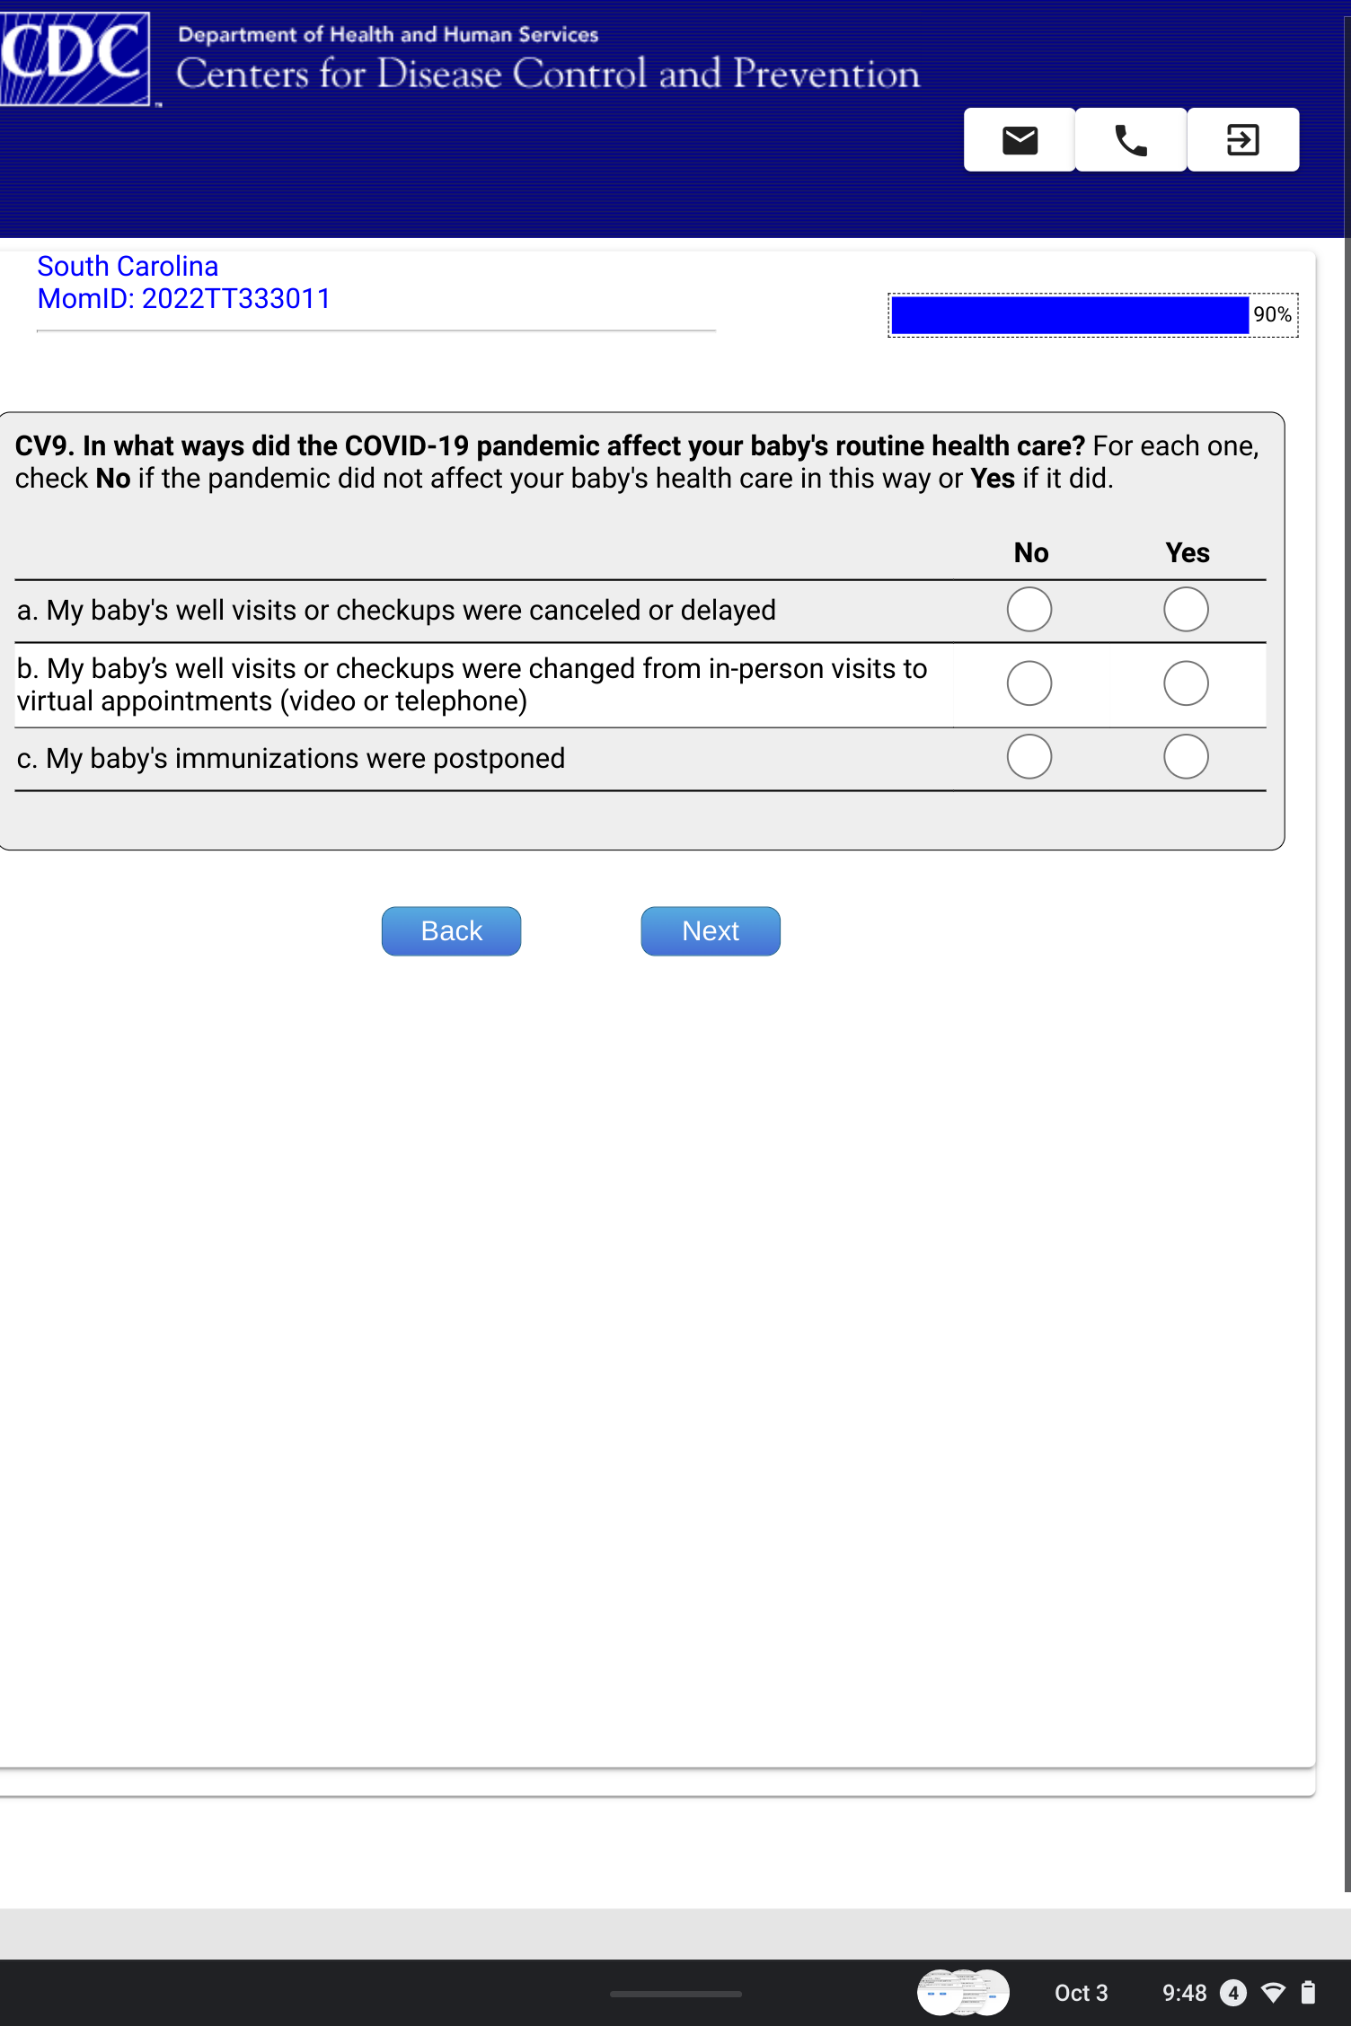 CDC
Department of Health and Human Services
Centers for Disease Control and Prevention
South Carolina
MomID: 2022TT333011
90%
CV9. In what ways did the COVID-19 pandemic affect your baby's routine health care? For each one,
check No if the pandemic did not affect your baby's health care in this way or Yes if it did.
No Yes
a. My baby's well visits or checkups were canceled or delayed
b. My baby’s well visits or checkups were changed from in-person visits to
virtual appointments (video or telephone)
c. My baby's immunizations were postponed
Back Next
Oct 3 9:48 4